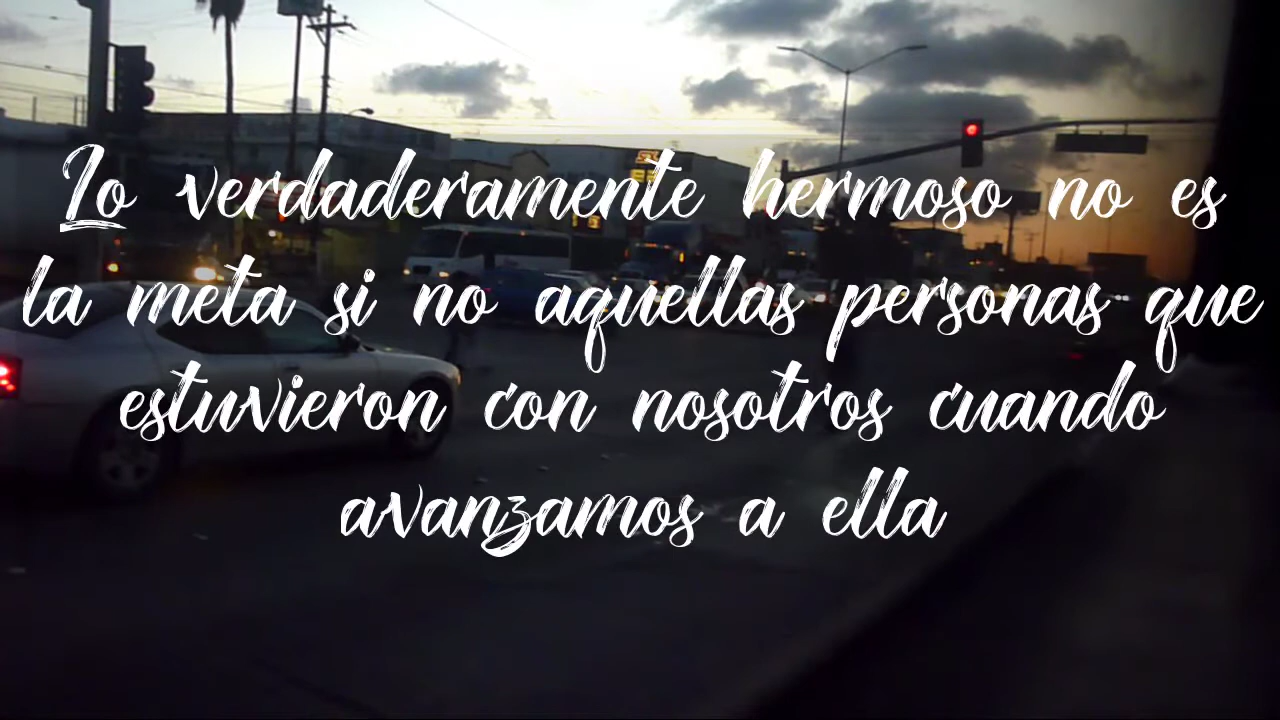 Lo verdaderamente hermoso no es
la meta si no aquellas personas que
estuvieron con nosotros cuando
avanzamos a ella